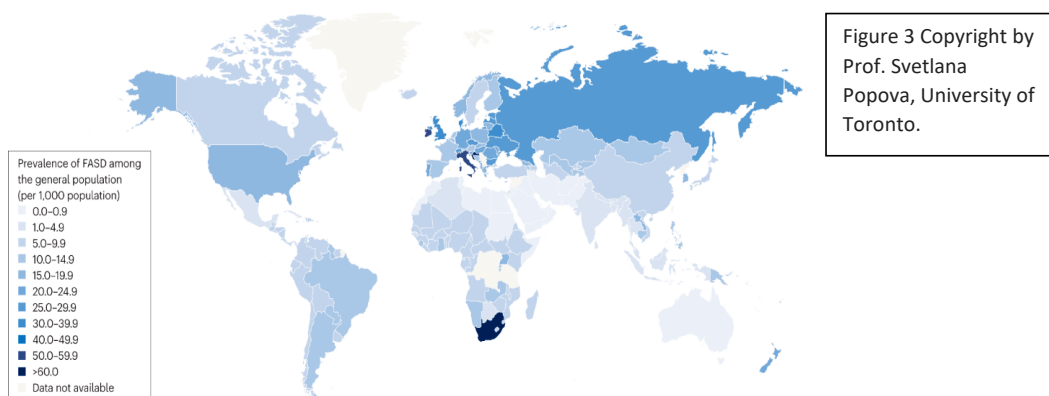 Figure 3 Copyright by
Prof. Svetlana
Popova, University of
Toronto.
Prevalence of FASD among
the general population
(per 1,000 population)
0.0–0.9
1.0–4.9
5.0–9.9
10.0–14.9
15.0–19.9
20.0–24.9
25.0–29.9
30.0–39.9
40.0–49.9
50.0–59.9
>60.0
Data not available